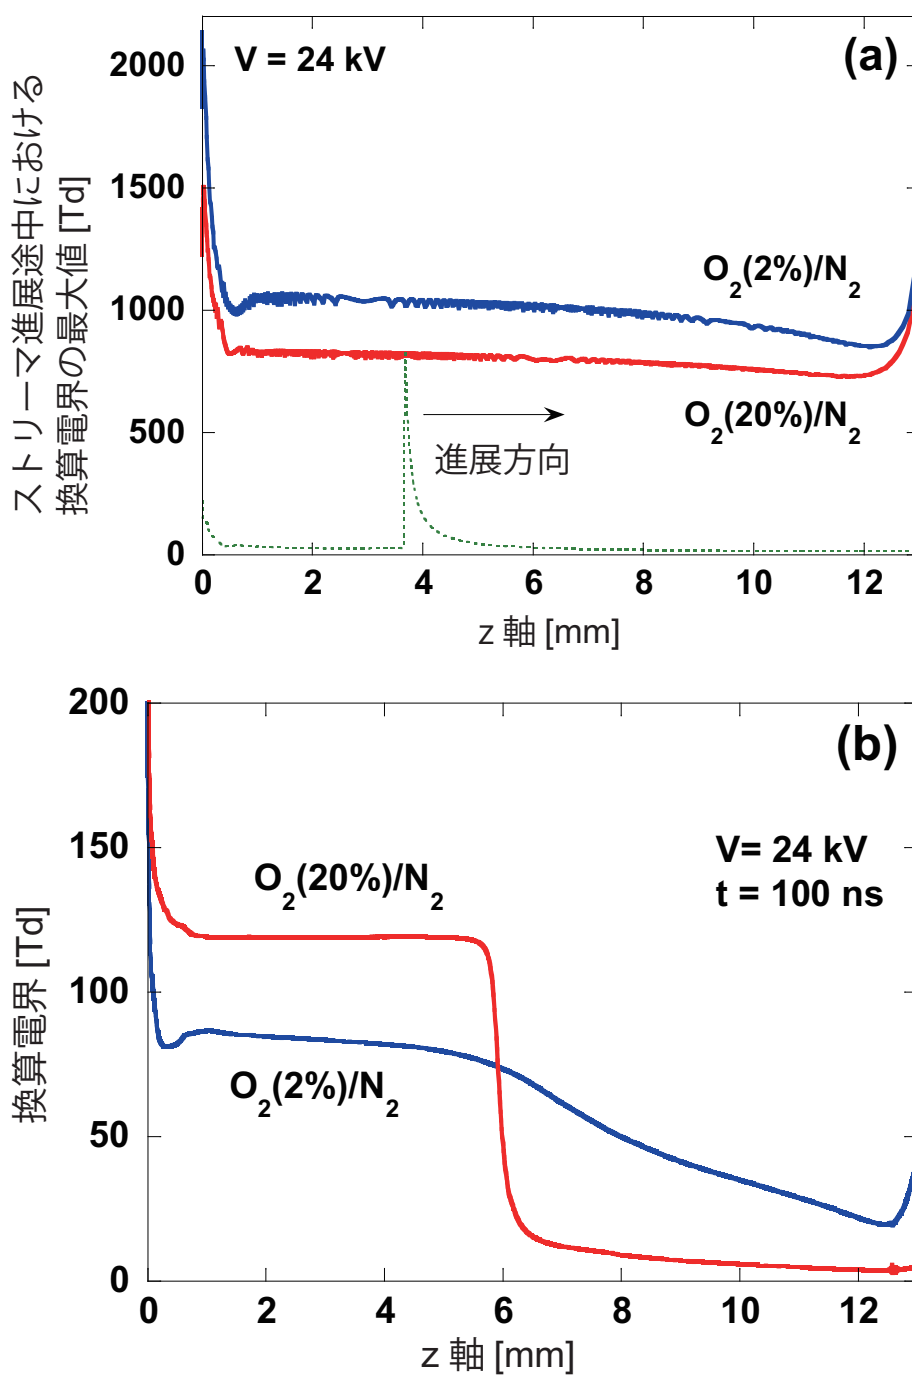 (a)
V = 24 kV
ストリーマ進展途中における
換算電界の最大値 [Td]
2000
1500
1000
500
0
O2(2%)/N2
O2(20%)/N2
進展方向
0 2 4 6 8 10 12
z 軸 [mm]
(b)
V= 24 kV
t = 100 ns
換算電界 [Td]
200
150
100
50
0
O2(20%)/N2
O2(2%)/N2
0 2 4 6 8 10 12
z 軸 [mm]